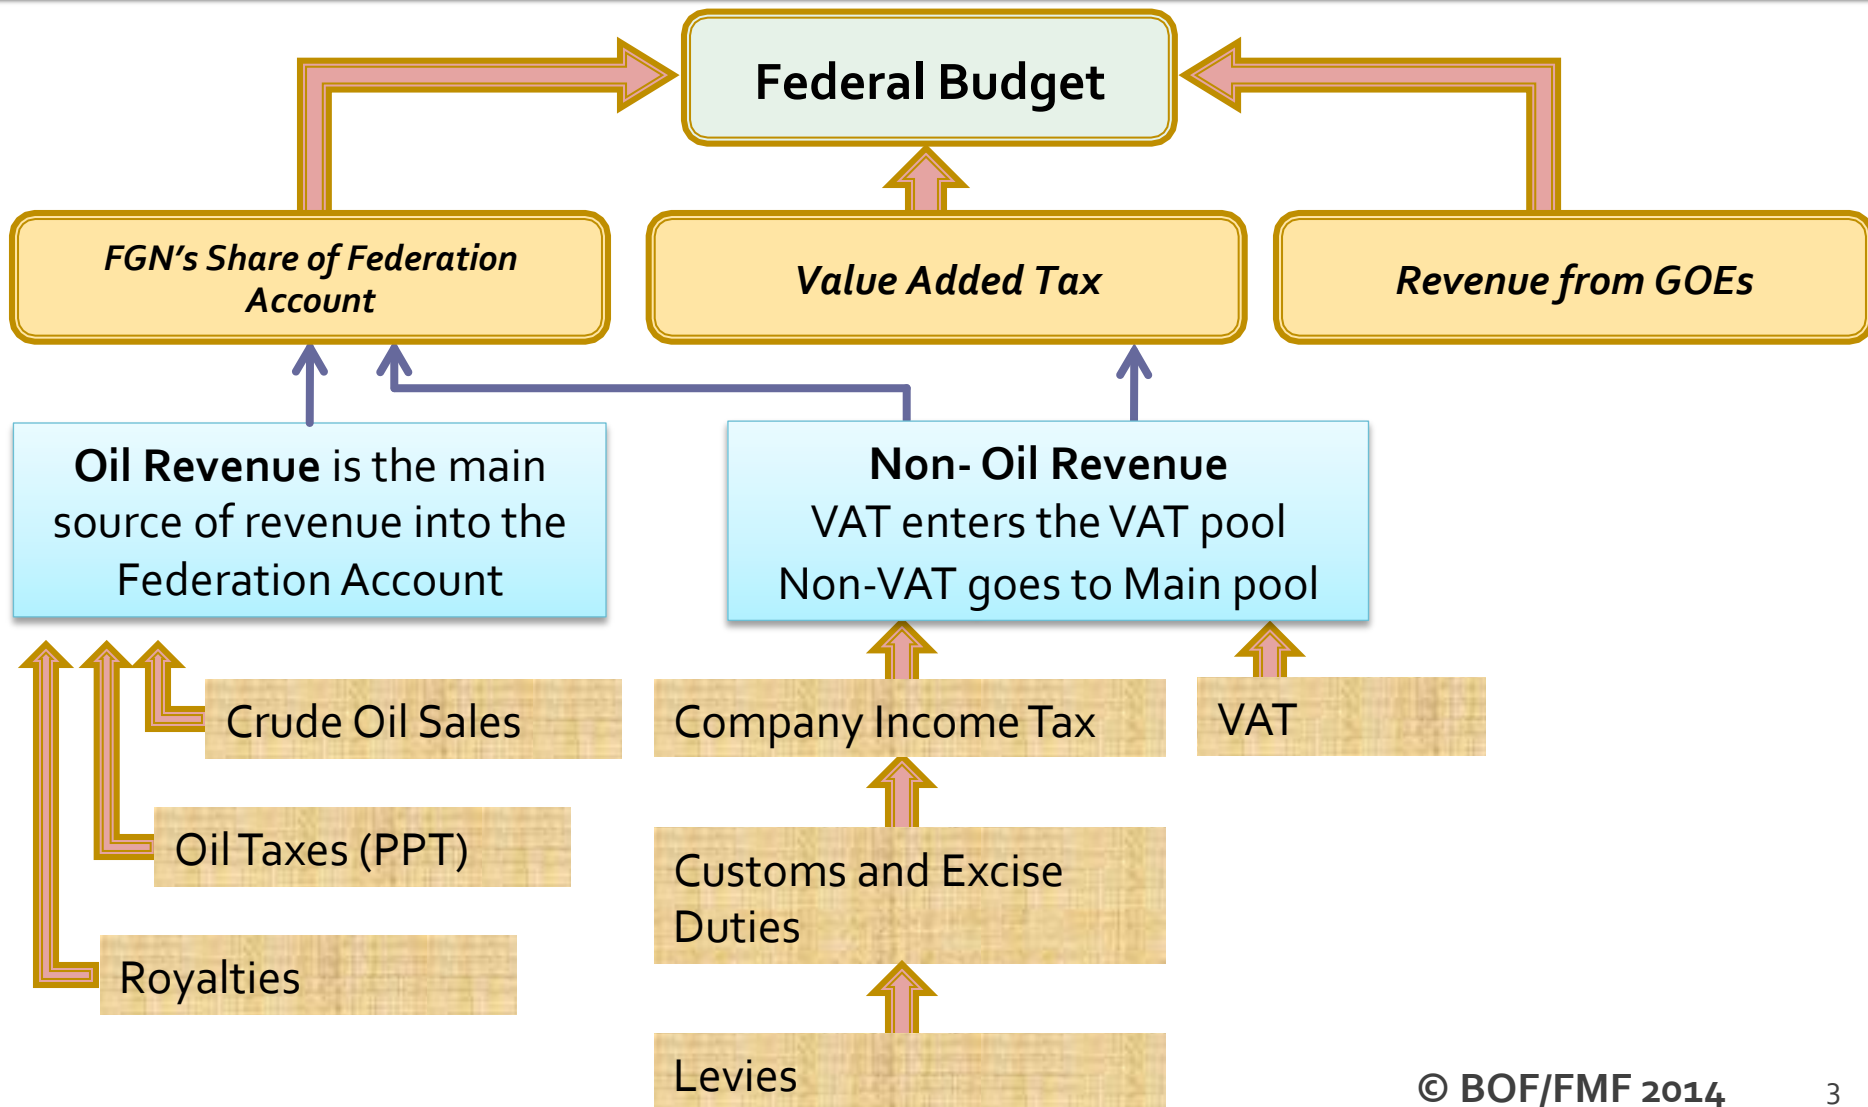 Federal Budget
FGN's Share of Federation
Account
Value Added Tax
Revenue from GOEs
Oil Revenue is the main
source of revenue into the
Federation Account
Non- Oil Revenue
VAT enters the VAT pool
Non-VAT goes to Main pool
Crude Oil Sales
Oil Taxes (PPT)
Royalties
Company Income Tax
VAT
Customs and Excise
Duties
Levies
© BOF/FMF 2014
3